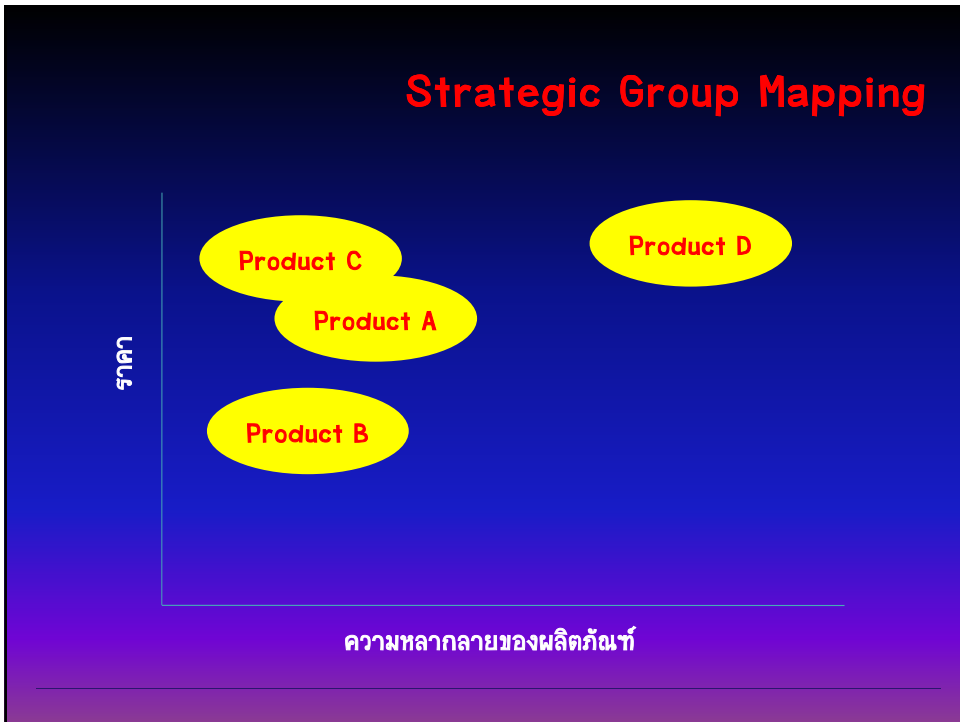 Strategic Group Mapping
Product C
Product D
Product A
ราคา
Product B
ความหลากลายของผลิตภัณฑ์